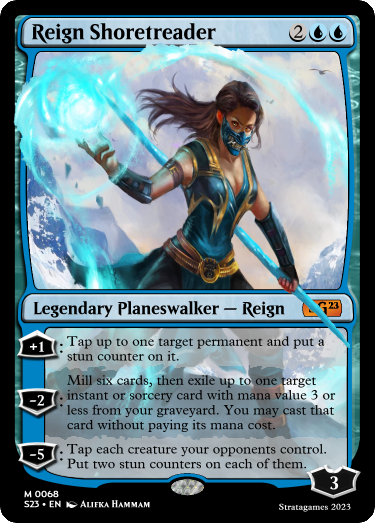 Reign Shoretreader 2
Legendary Planeswalker — Reign
+1 : Tap up to one target permanent and put a
stun counter on it.
-2 : Mill six cards, then exile up to one target
instant or sorcery card with mana value 3 or
less from your graveyard. You may cast that
card without paying its mana cost.
-5 : Tap each creature your opponents control.
Put two stun counters on each of them.
3
M 0068
S23 • EN Alifka Hammam
Stratagames 2023